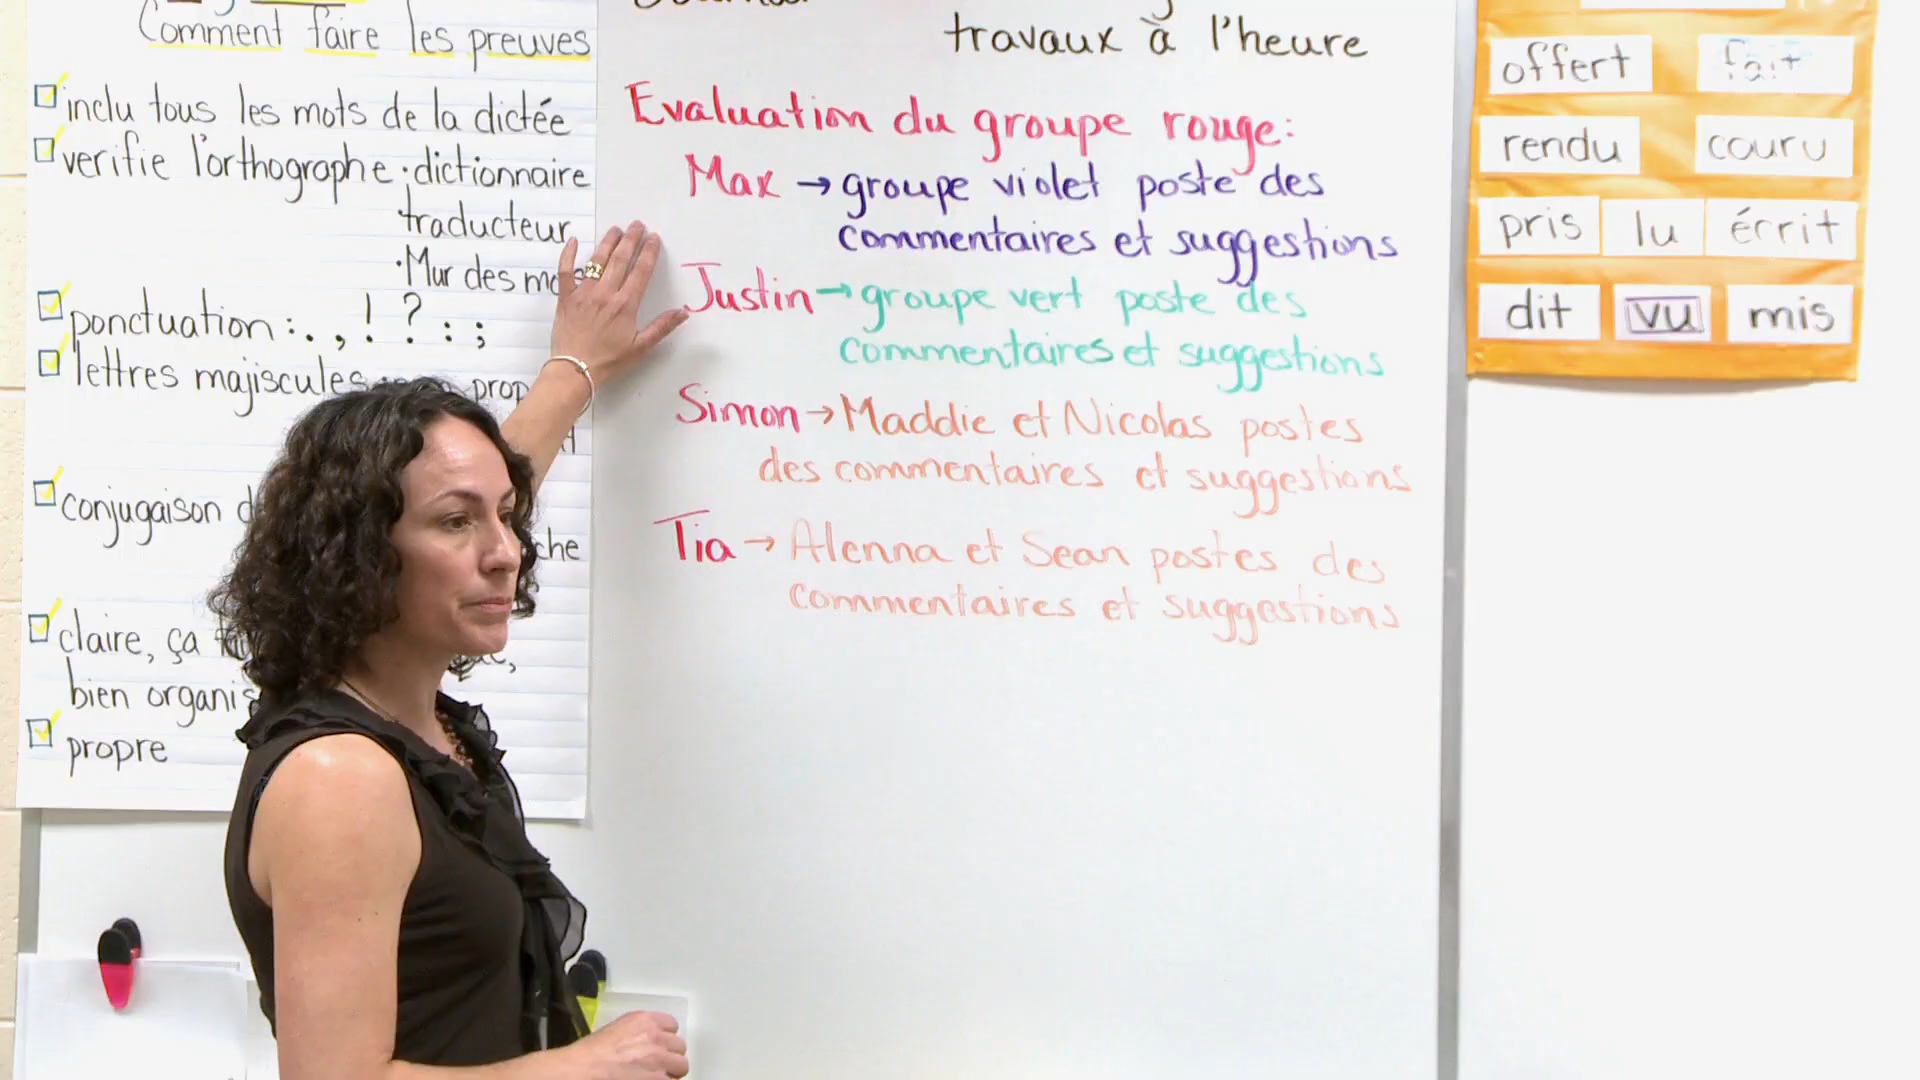 Comment faire les preuves
inclu tous les mots de la dictée
verifie l'orthographe · dictionnaire
· traducteur
· Mur des
ponctuation : . , ! ? : ;
lettres majiscules
conjugaison
claire, ça
bien organis
propre
travaux à l'heure
Evaluation du groupe rouge:
Max → groupe violet poste des
commentaires et suggestions
Justin → groupe vert poste des
commentaires et suggestions
Simon → Maddie et Nicolas postes
des commentaires et suggestions
Tia → Alenna et Sean postes des
commentaires et suggestions
offert fait
rendu couru
pris lu écrit
dit vu mis